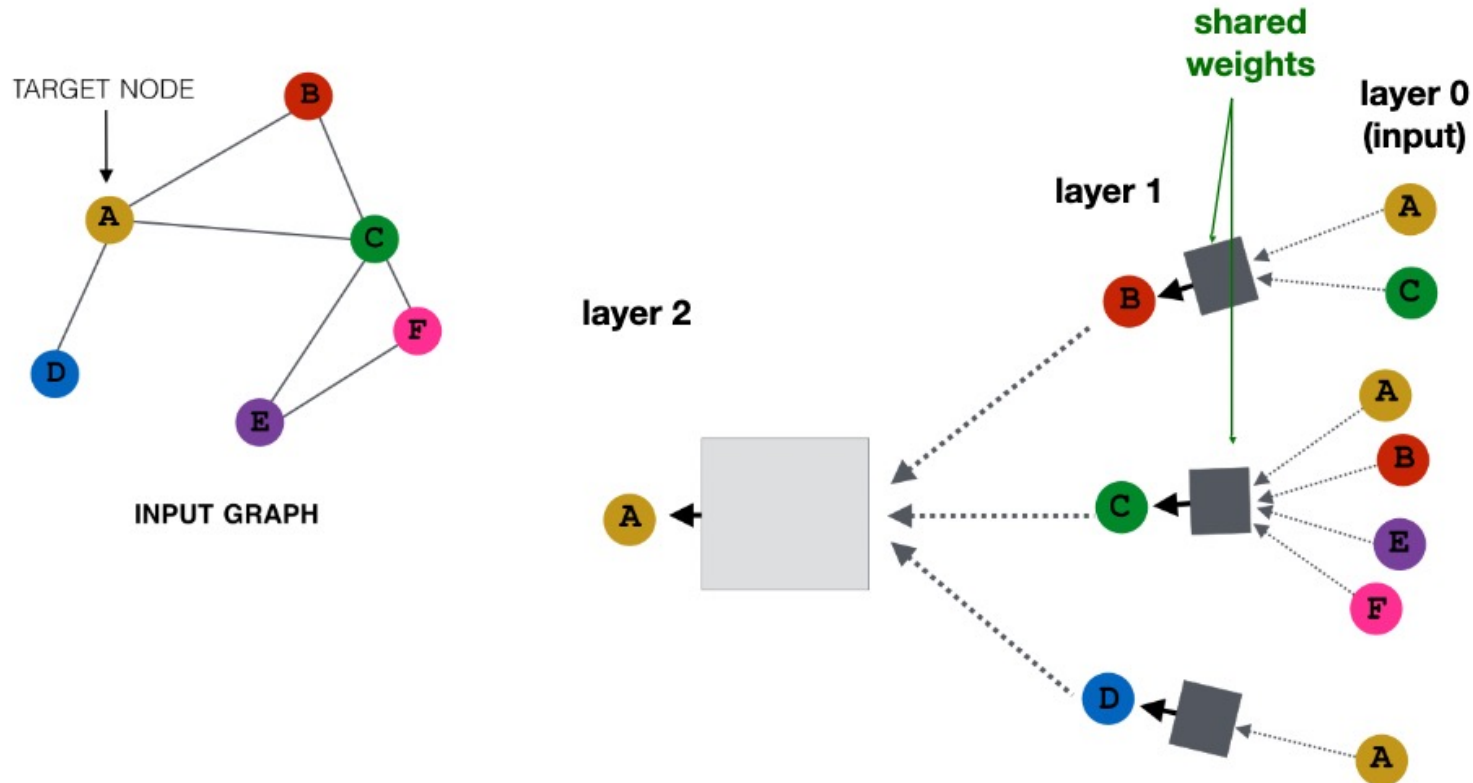 TARGET NODE
B
A
C
F
D
E
INPUT GRAPH
shared
weights
layer 0
(input)
layer 1
layer 2
A
C
B
A
B
C
E
F
A
D
A